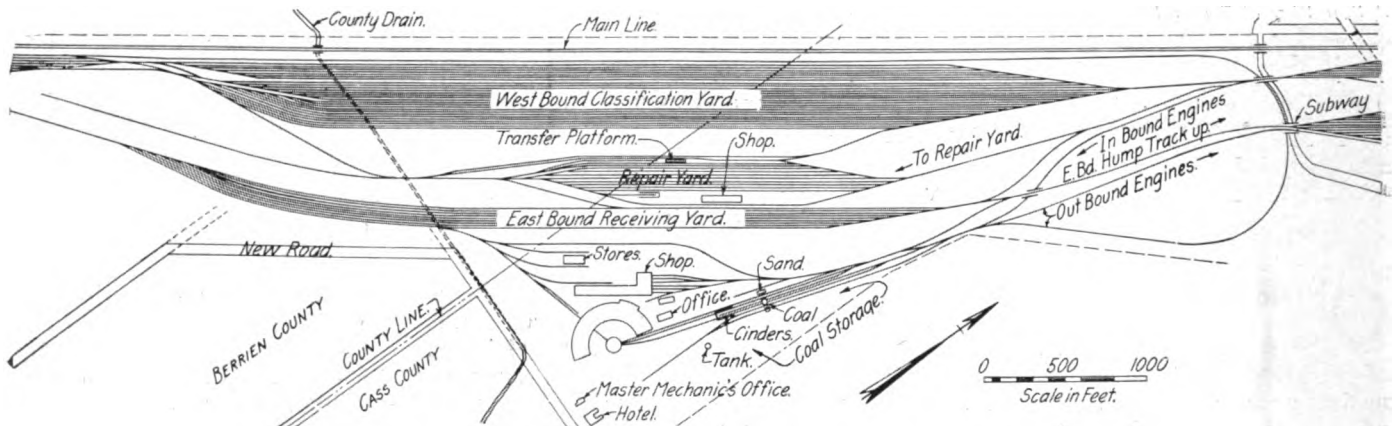 County Drain.
Main Line.
West Bound Classification Yard.
Subway
Transfer Platform.
Shop.
To Repair Yard.
In Bound Engines
E. Bd. Hump Track up.
Repair Yard.
East Bound Receiving Yard.
Out Bound Engines.
New Road.
Stores.
Shop.
Sand.
Office.
Coal
Cinders.
Coal Storage.
Tank.
BERRIEN COUNTY
COUNTY LINE.
CASS COUNTY
Master Mechanic's Office.
Hotel.
0 500 1000
Scale in Feet.